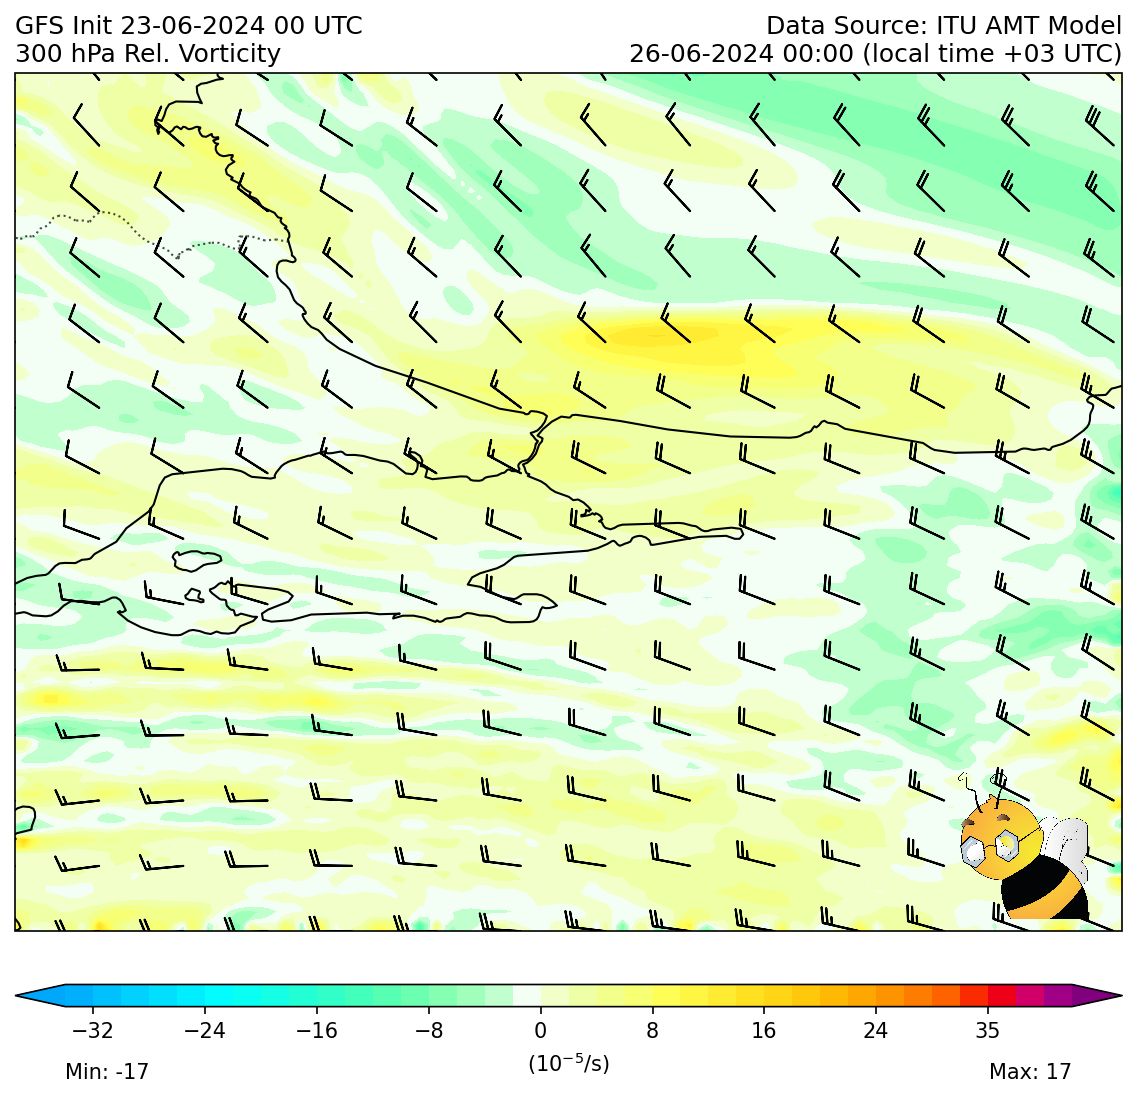 GFS Init 23-06-2024 00 UTC
Data Source: ITU AMT Model
300 hPa Rel. Vorticity
26-06-2024 00:00 (local time +03 UTC)
−32 −24 −16 −8 0 8 16 24 35
(10⁻⁵/s)
Min: -17
Max: 17